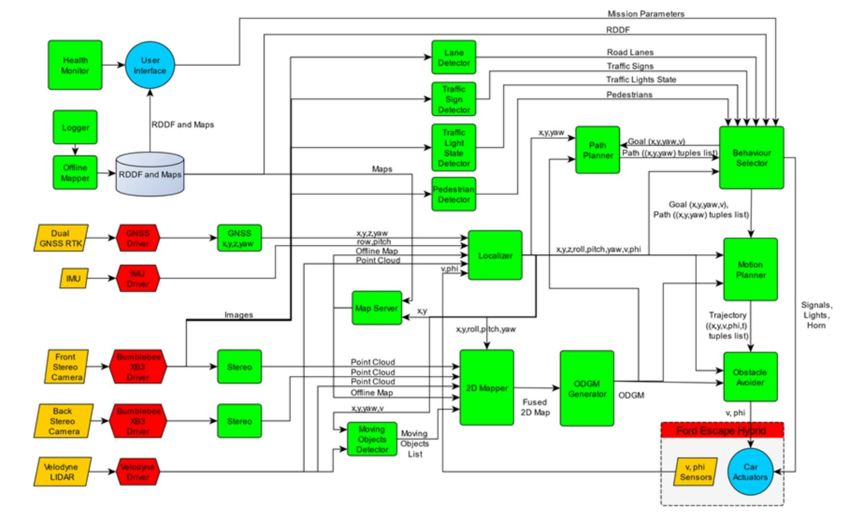 Mission Parameters
RDDF
Health
Monitor
User
Interface
Lane
Detector
Road Lanes
Traffic Signs
Traffic
Sign
Detector
Traffic Lights State
Pedestrians
Logger
RDDF and Maps
Traffic
Light
State
Detector
x,y,yaw
Path
Planner
Goal (x,y,yaw,v)
Path ((x,y,yaw) tuples list)
Behaviour
Selector
Offline
Mapper
RDDF and Maps
Maps
Pedestrian
Detector
Goal (x,y,yaw,v),
Path ((x,y,yaw) tuples list)
Dual
GNSS RTK
GNSS
Driver
GNSS
x,y,z,yaw
x,y,z,yaw
row,pitch
Offline Map
Point Cloud
Localizer
x,y,z,roll,pitch,yaw,v,phi
Motion
Planner
IMU
IMU
Driver
v,phi
Map Server
x,y
Images
x,y,roll,pitch,yaw
Trajectory
((x,y,v,phi,t)
tuples list)
Signals,
Lights,
Horn
Front
Stereo
Camera
Bumblebee
XB3
Driver
Stereo
Point Cloud
Point Cloud
Point Cloud
Offline Map
2D Mapper
Fused
2D Map
ODGM
Generator
ODGM
Obstacle
Avoider
Back
Stereo
Camera
Bumblebee
XB3
Driver
Stereo
x,y,yaw,v
v, phi
Moving
Objects
Detector
Moving
Objects
List
Ford Escape Hybrid
Velodyne
LIDAR
Velodyne
Driver
v, phi
Sensors
Car
Actuators